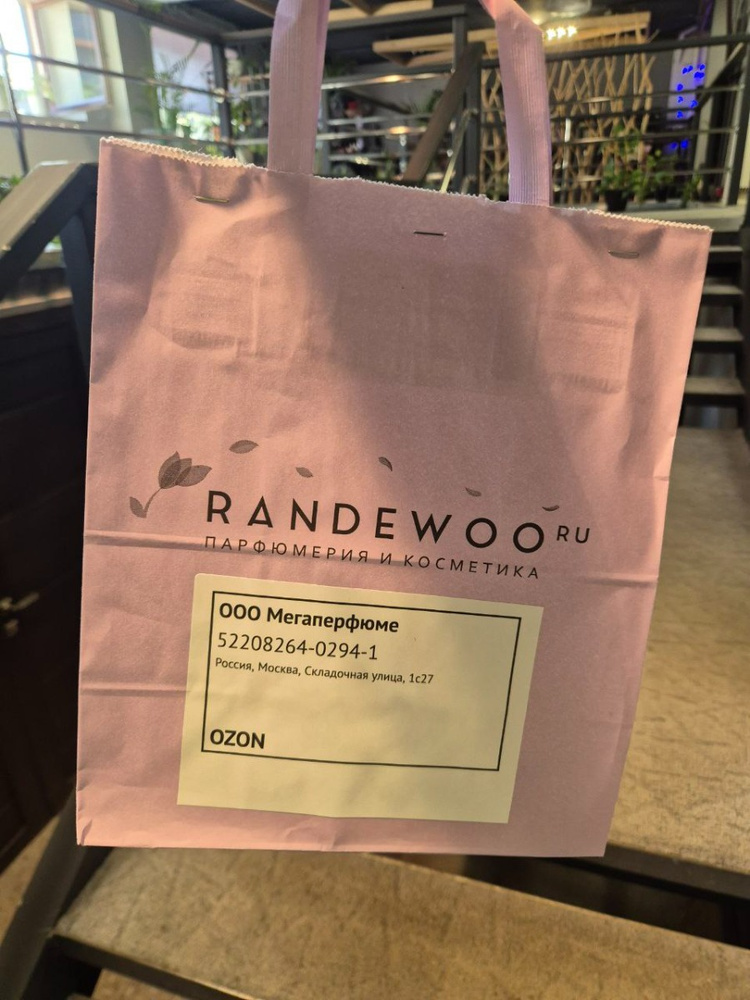 RANDEWOO RU
ПАРФЮМЕРИЯ И КОСМЕТИКА
ООО Мегаперфюме
52208264-0294-1
Россия, Москва, Складочная улица, 1с27
OZON